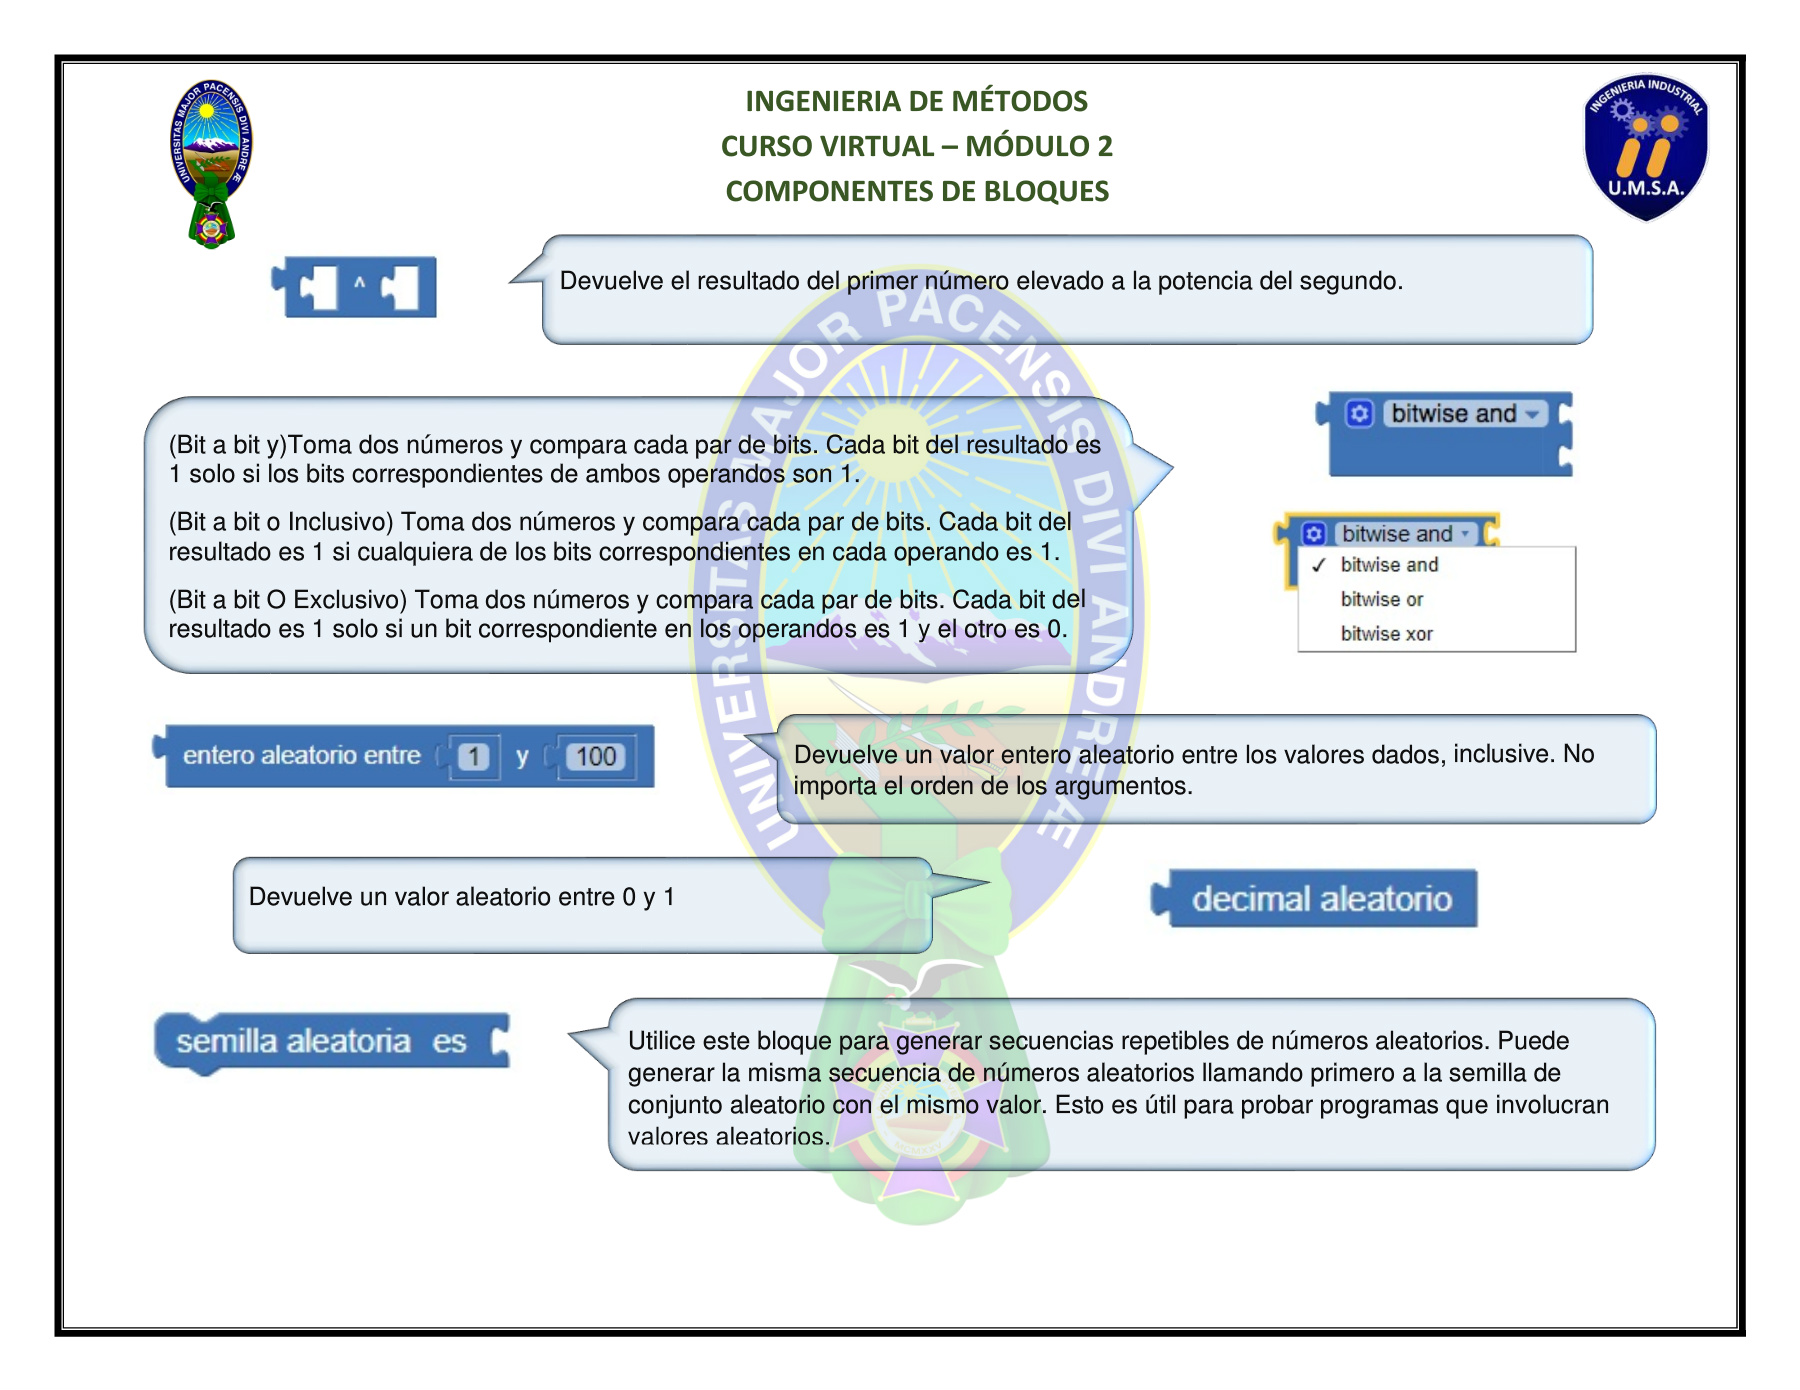 UNIVERSITAS MAJOR PACENSIS DIVI ANDRE Æ
INGENIERIA DE MÉTODOS
CURSO VIRTUAL – MÓDULO 2
COMPONENTES DE BLOQUES
INGENIERIA INDUSTRIAL
U.M.S.A.
^
Devuelve el resultado del primer número elevado a la potencia del segundo.
UNIVERSITAS MAJOR PACENSIS DIVI ANDRE Æ
(Bit a bit y)Toma dos números y compara cada par de bits. Cada bit del resultado es
1 solo si los bits correspondientes de ambos operandos son 1.
(Bit a bit o Inclusivo) Toma dos números y compara cada par de bits. Cada bit del
resultado es 1 si cualquiera de los bits correspondientes en cada operando es 1.
(Bit a bit O Exclusivo) Toma dos números y compara cada par de bits. Cada bit del
resultado es 1 solo si un bit correspondiente en los operandos es 1 y el otro es 0.
bitwise and
bitwise and
✓ bitwise and
bitwise or
bitwise xor
entero aleatorio entre 1 y 100
Devuelve un valor entero aleatorio entre los valores dados, inclusive. No
importa el orden de los argumentos.
Devuelve un valor aleatorio entre 0 y 1
decimal aleatorio
semilla aleatoria es
Utilice este bloque para generar secuencias repetibles de números aleatorios. Puede
generar la misma secuencia de números aleatorios llamando primero a la semilla de
conjunto aleatorio con el mismo valor. Esto es útil para probar programas que involucran
valores aleatorios.